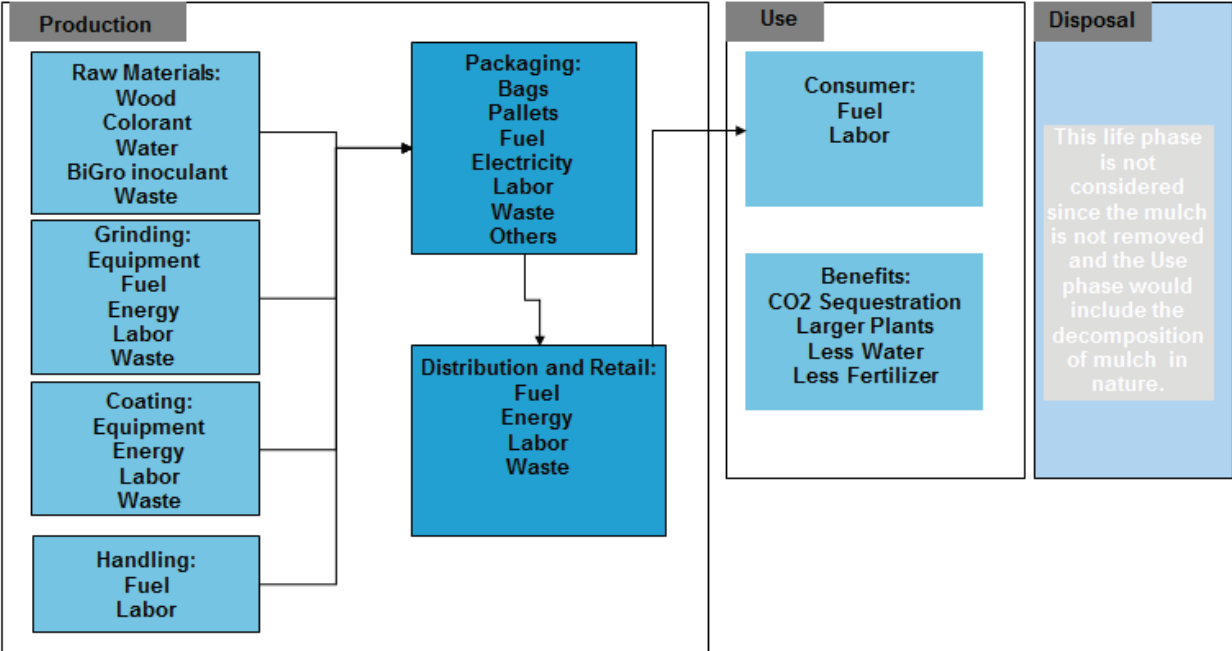 Production
Raw Materials:
Wood
Colorant
Water
BiGro inoculant
Waste
Grinding:
Equipment
Fuel
Energy
Labor
Waste
Coating:
Equipment
Energy
Labor
Waste
Handling:
Fuel
Labor
Packaging:
Bags
Pallets
Fuel
Electricity
Labor
Waste
Others
Distribution and Retail:
Fuel
Energy
Labor
Waste
Use
Consumer:
Fuel
Labor
Benefits:
CO2 Sequestration
Larger Plants
Less Water
Less Fertilizer
Disposal
This life phase
is not
considered
since the mulch
is not removed
and the Use
phase would
include the
decomposition
of mulch in
nature.